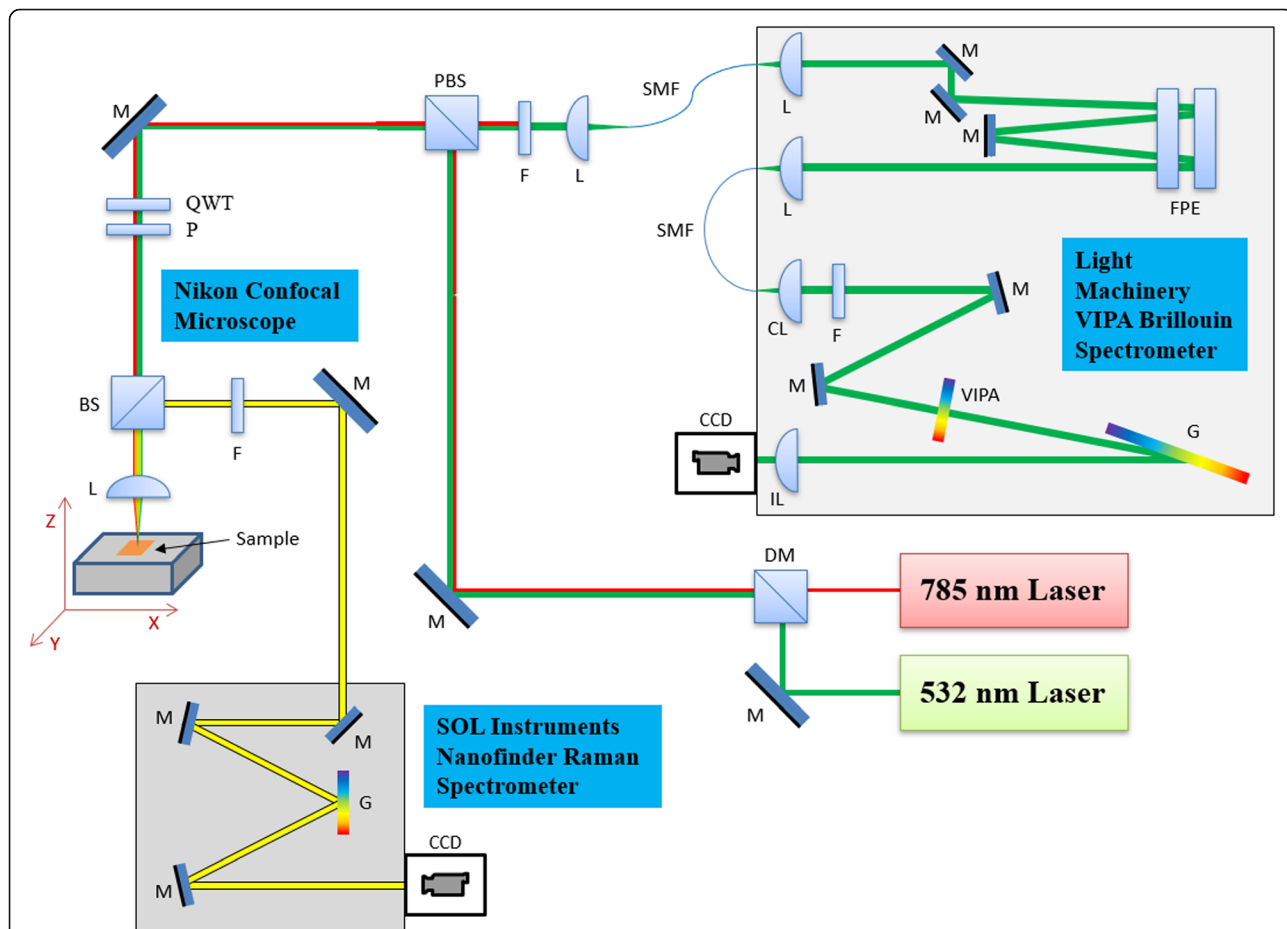 M
PBS
F
L
SMF
L
M
M
M
FPE
L
SMF
QWT
P
Nikon Confocal
Microscope
Light
Machinery
VIPA Brillouin
Spectrometer
CL
F
M
M
VIPA
G
CCD
IL
BS
F
M
L
Z
Sample
X
Y
M
DM
785 nm Laser
532 nm Laser
M
M
M
G
M
CCD
SOL Instruments
Nanofinder Raman
Spectrometer